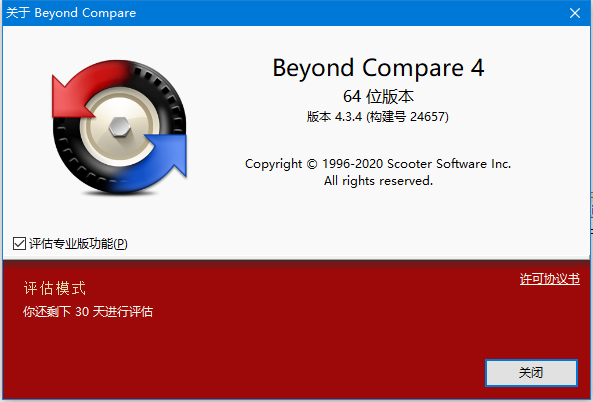 关于 Beyond Compare
Beyond Compare 4
64 位版本
版本 4.3.4 (构建号 24657)
Copyright © 1996-2020 Scooter Software Inc.
All rights reserved.
评估专业版功能(P)
评估模式
许可协议书
你还剩下 30 天进行评估
关闭